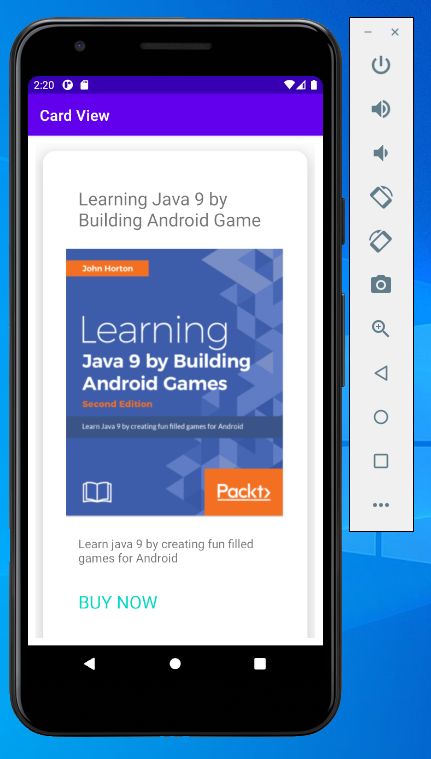 2:20
Card View
Learning Java 9 by
Building Android Game
John Horton
Learning
Java 9 by Building
Android Games
Second Edition
Learn Java 9 by creating fun filled games for Android
Packt>
Learn java 9 by creating fun filled
games for Android
BUY NOW